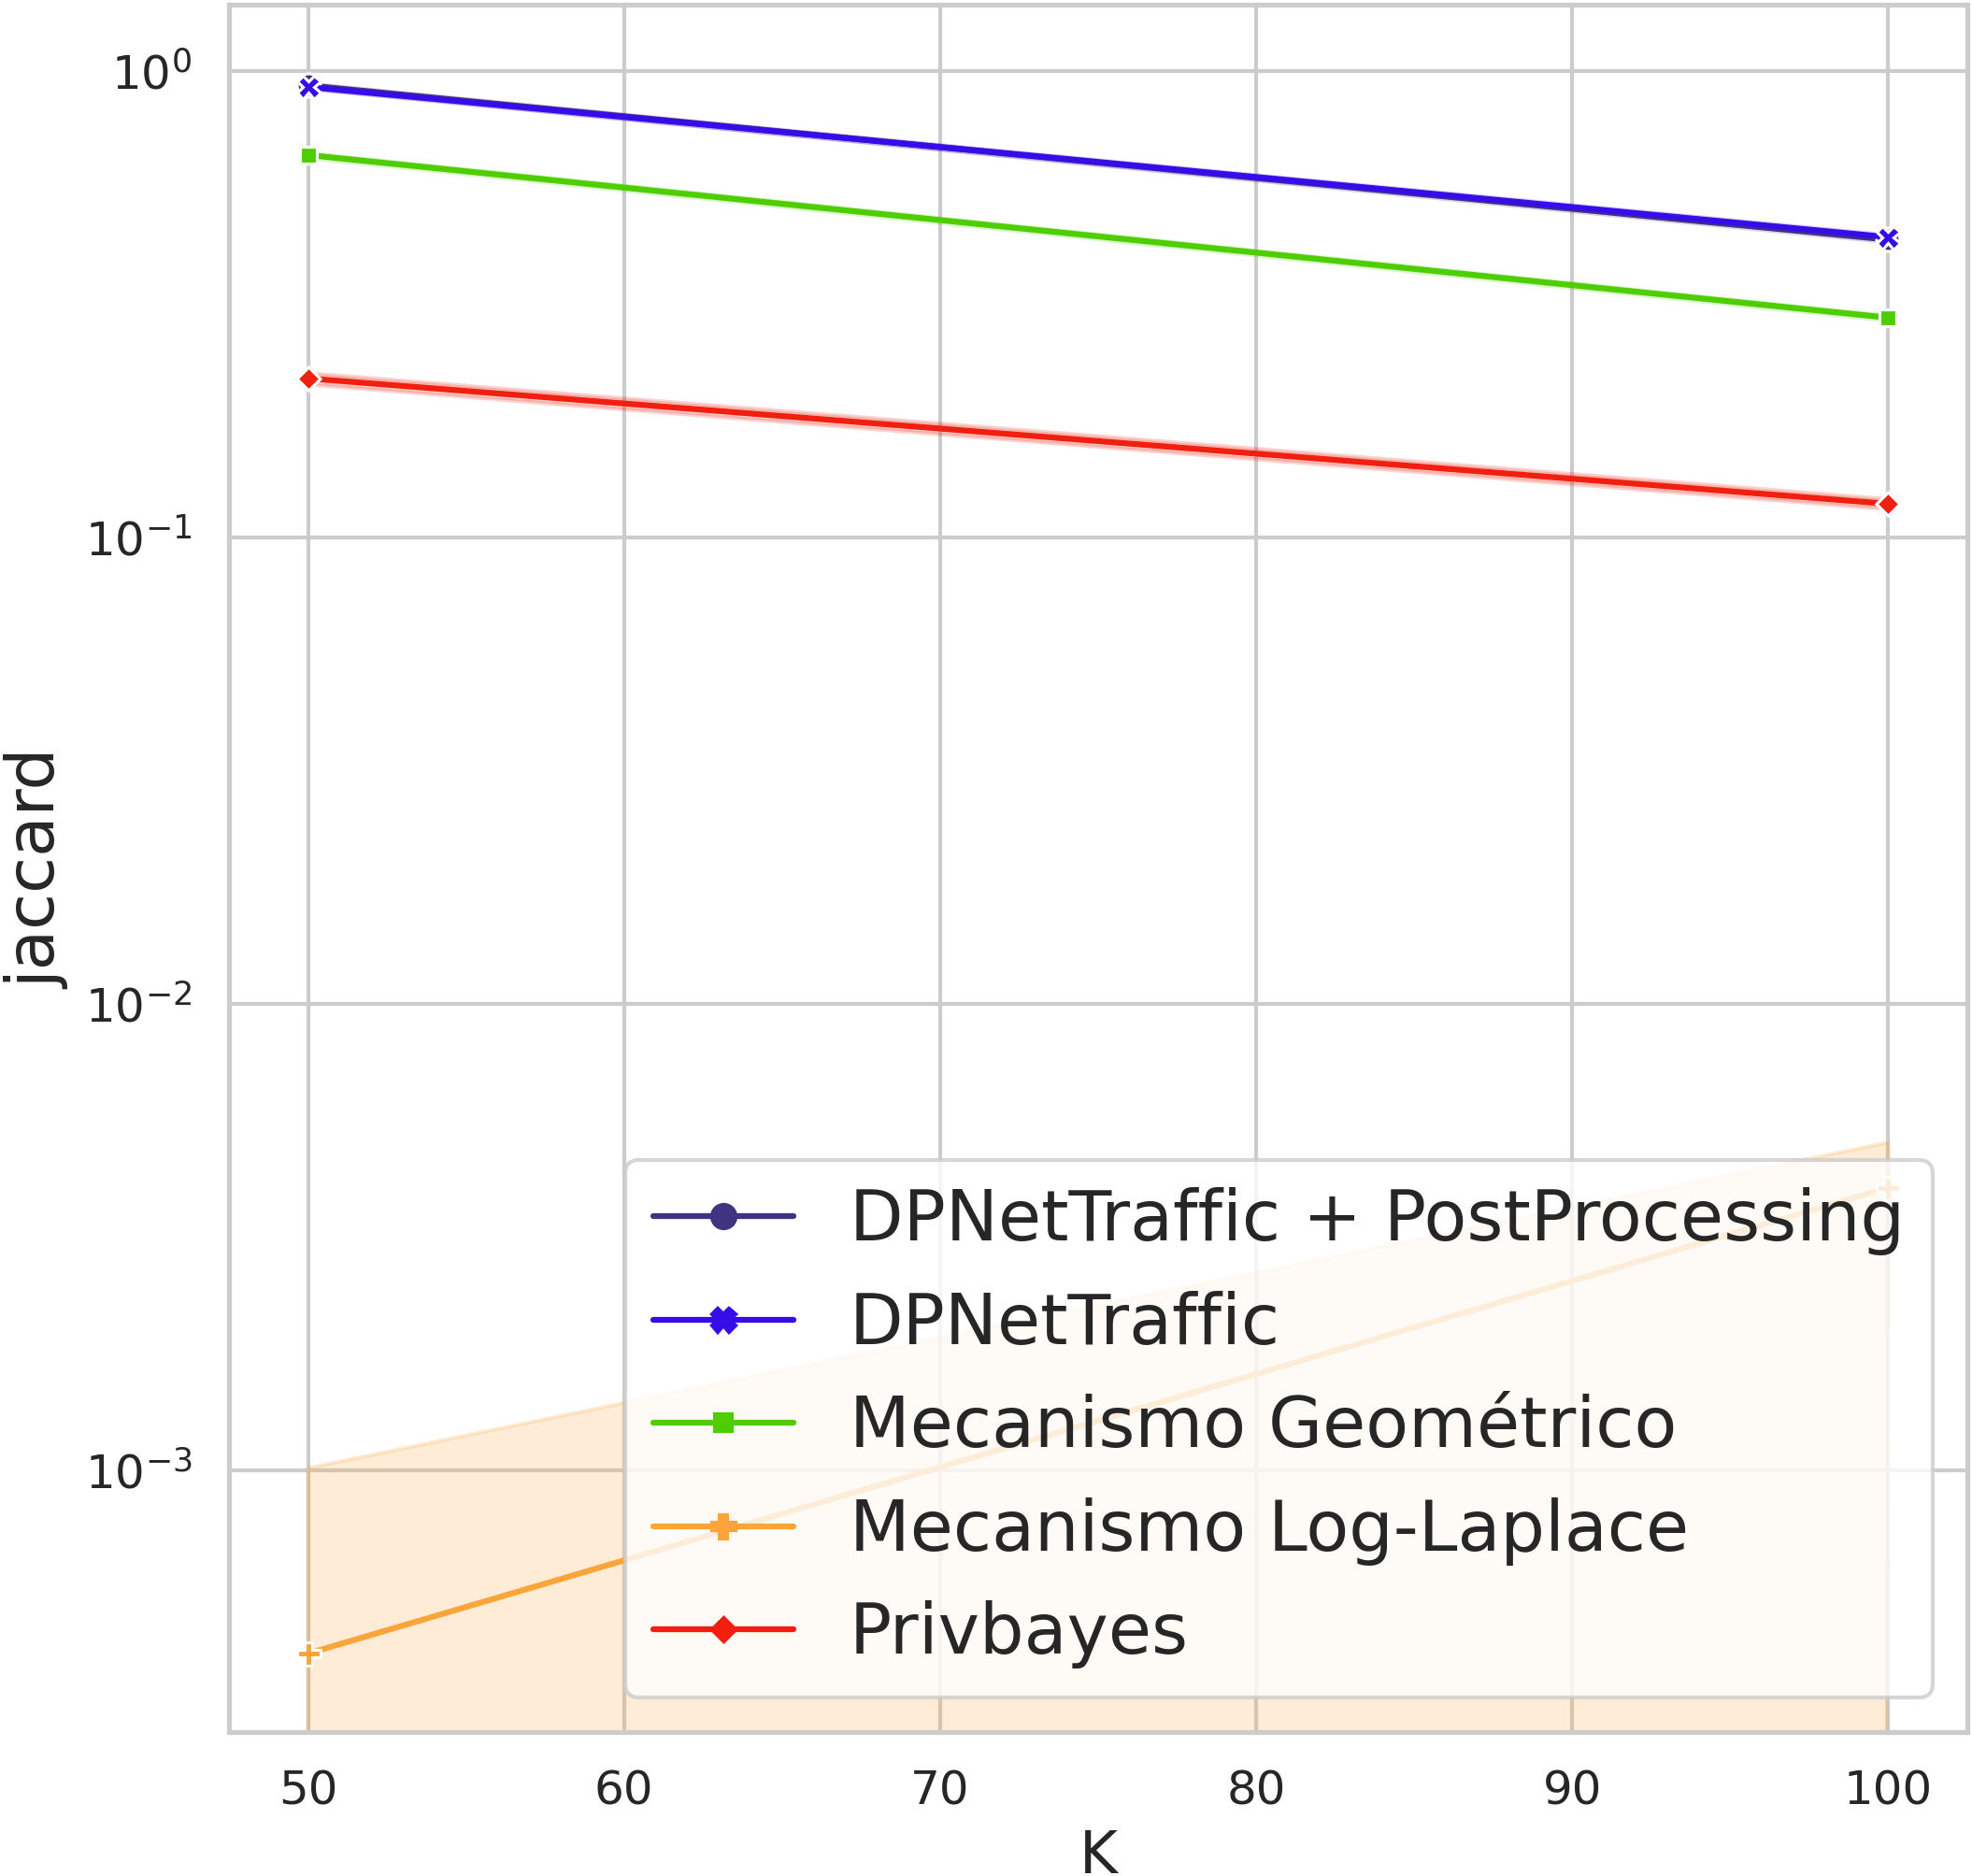 10⁰
10⁻¹
10⁻²
10⁻³
jaccard
DPNetTraffic + PostProcessing
DPNetTraffic
Mecanismo Geométrico
Mecanismo Log-Laplace
Privbayes
50 60 70 80 90 100
K